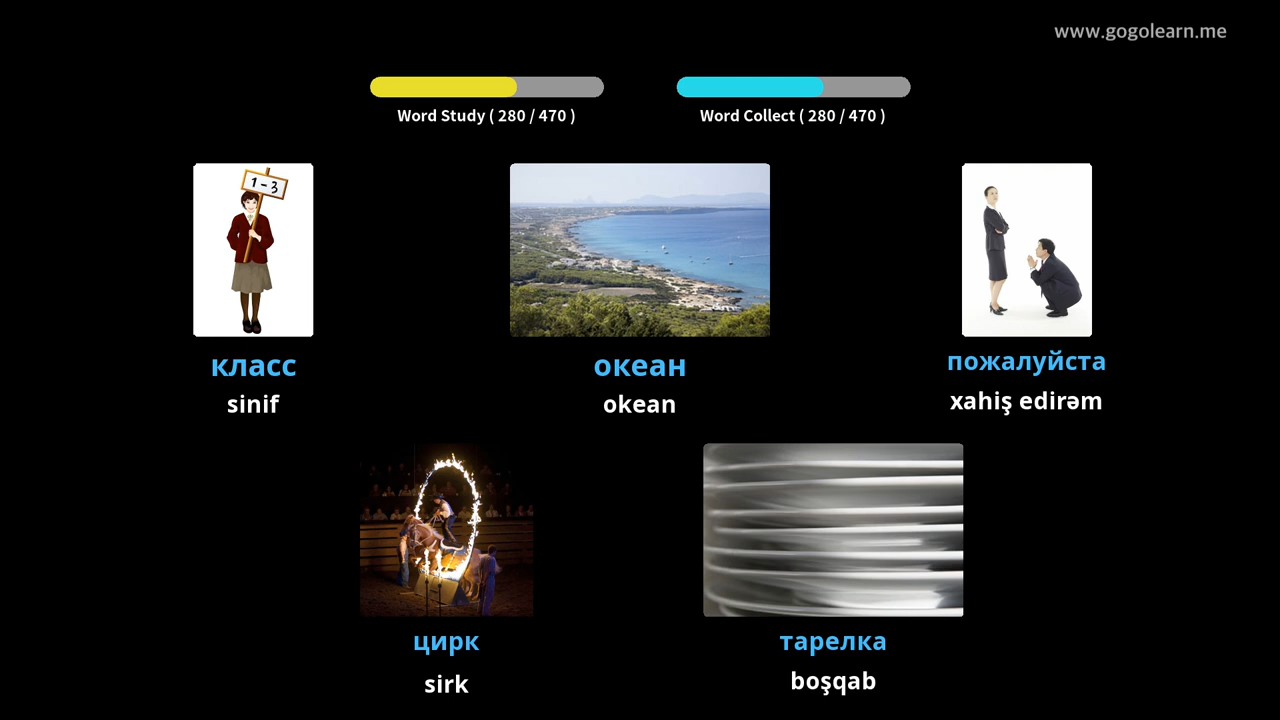 www.gogolearn.me
Word Study ( 280 / 470 )
Word Collect ( 280 / 470 )
1 - 3
класс
sinif
океан
okean
пожалуйста
xahiş edirəm
цирк
sirk
тарелка
boşqab